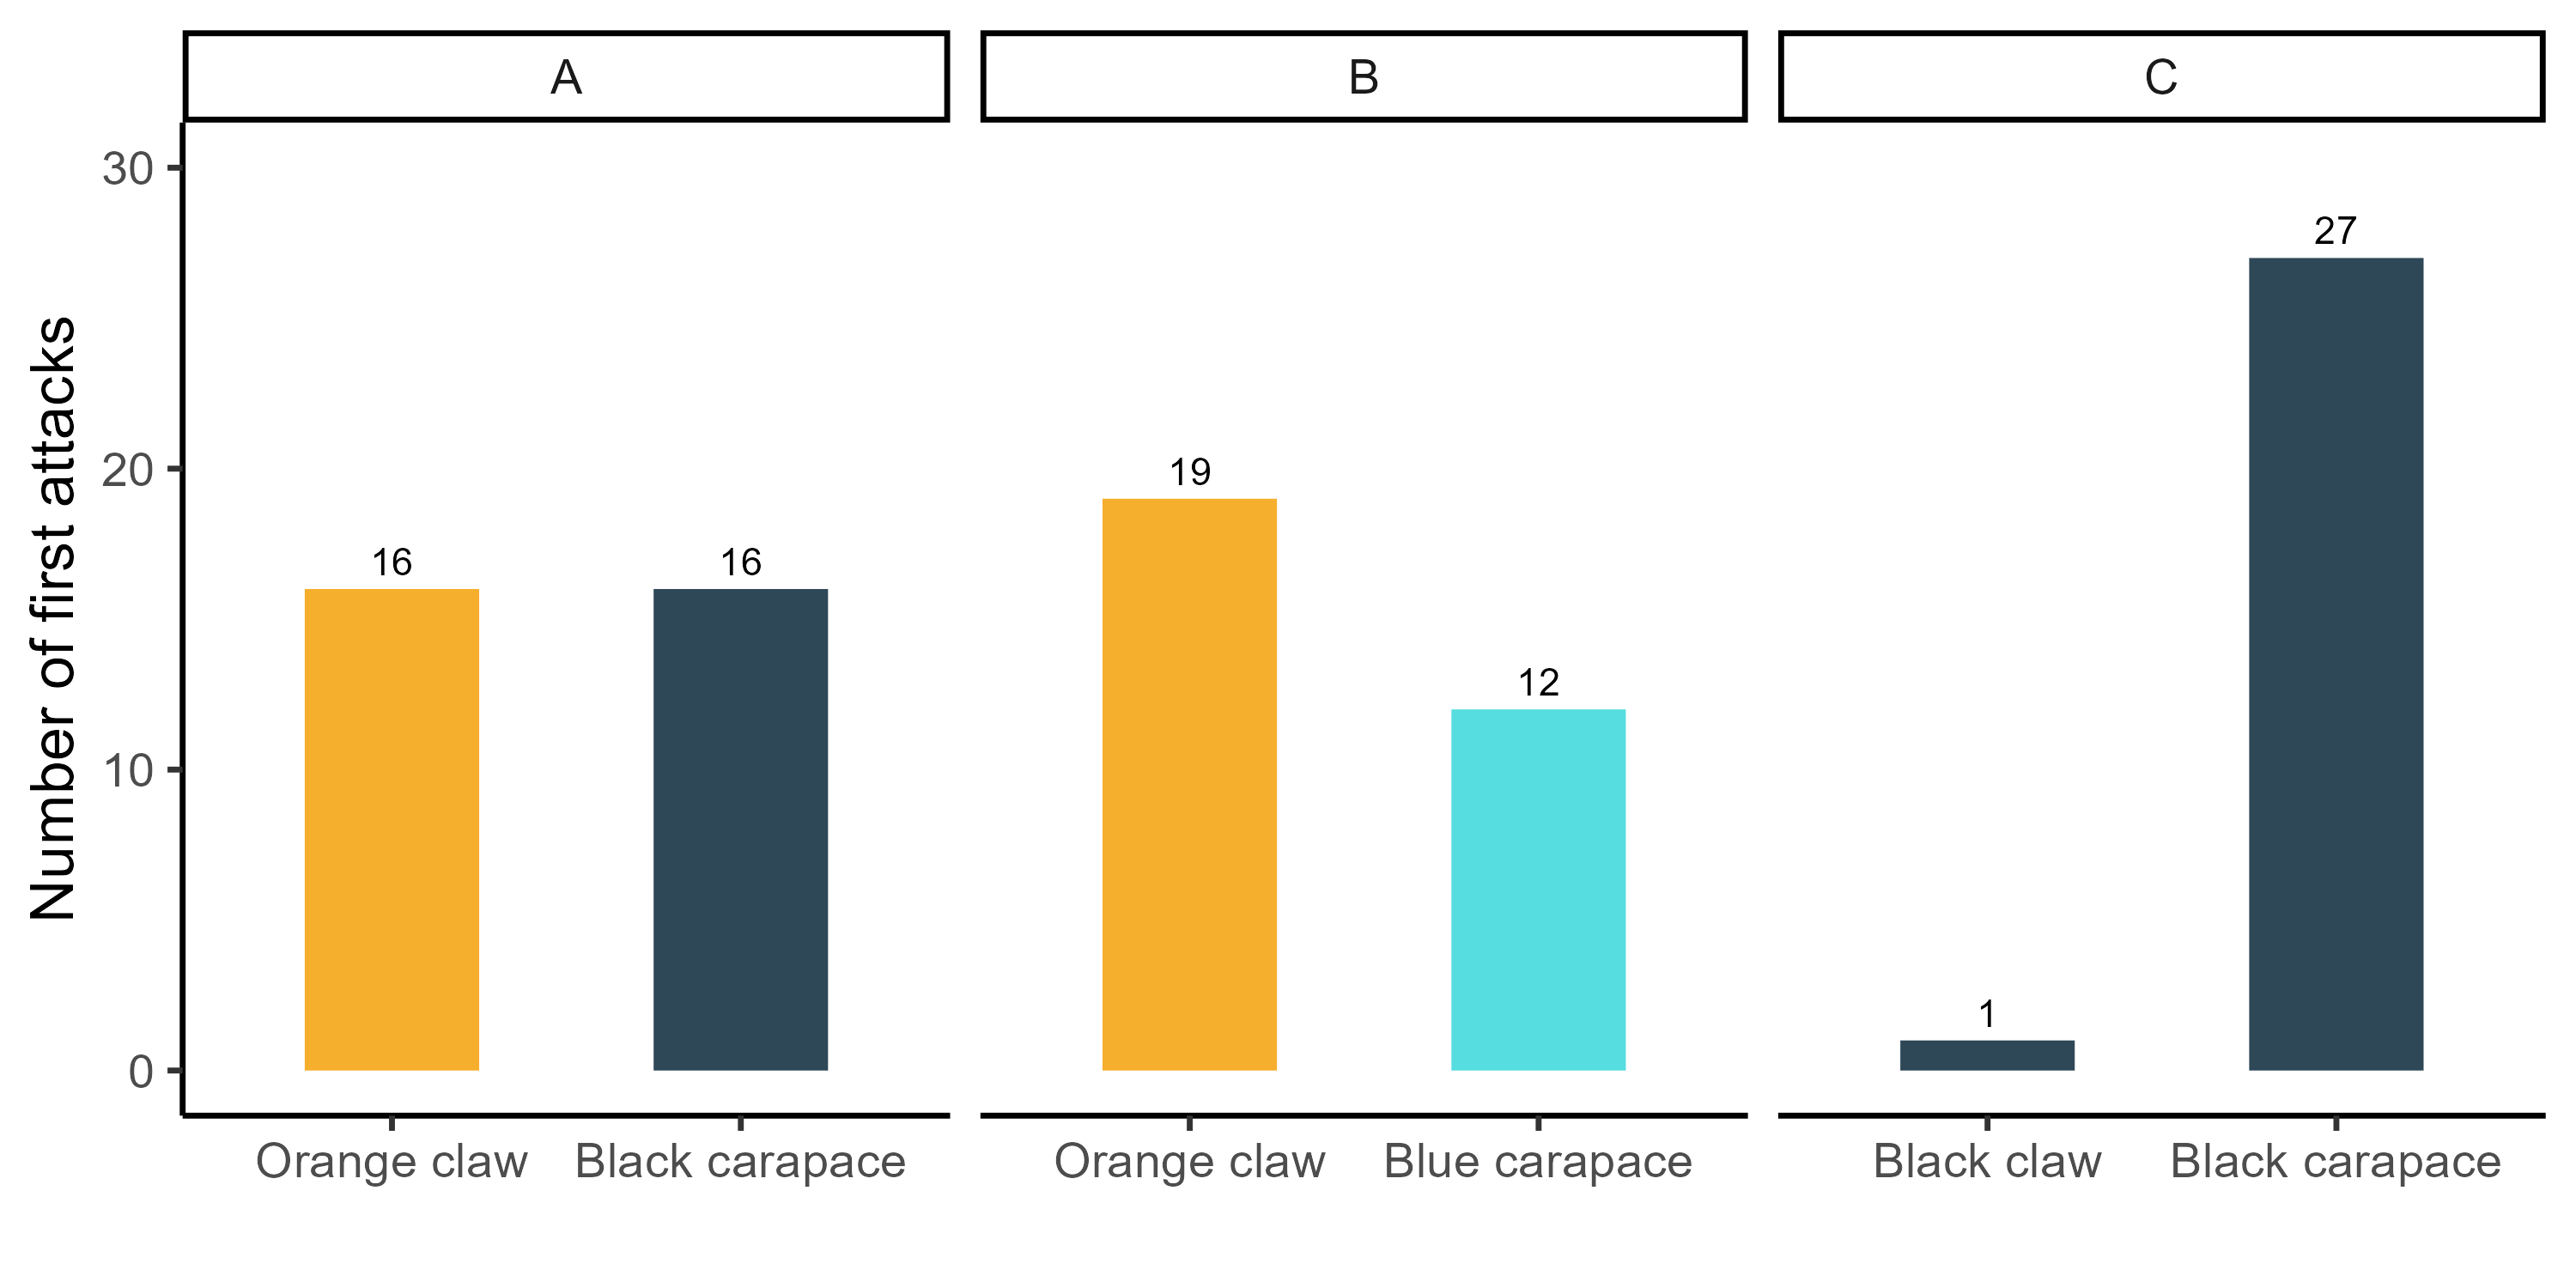 A
B
C
Number of first attacks
30
20
10
0
16
16
19
12
1
27
Orange claw
Black carapace
Orange claw
Blue carapace
Black claw
Black carapace